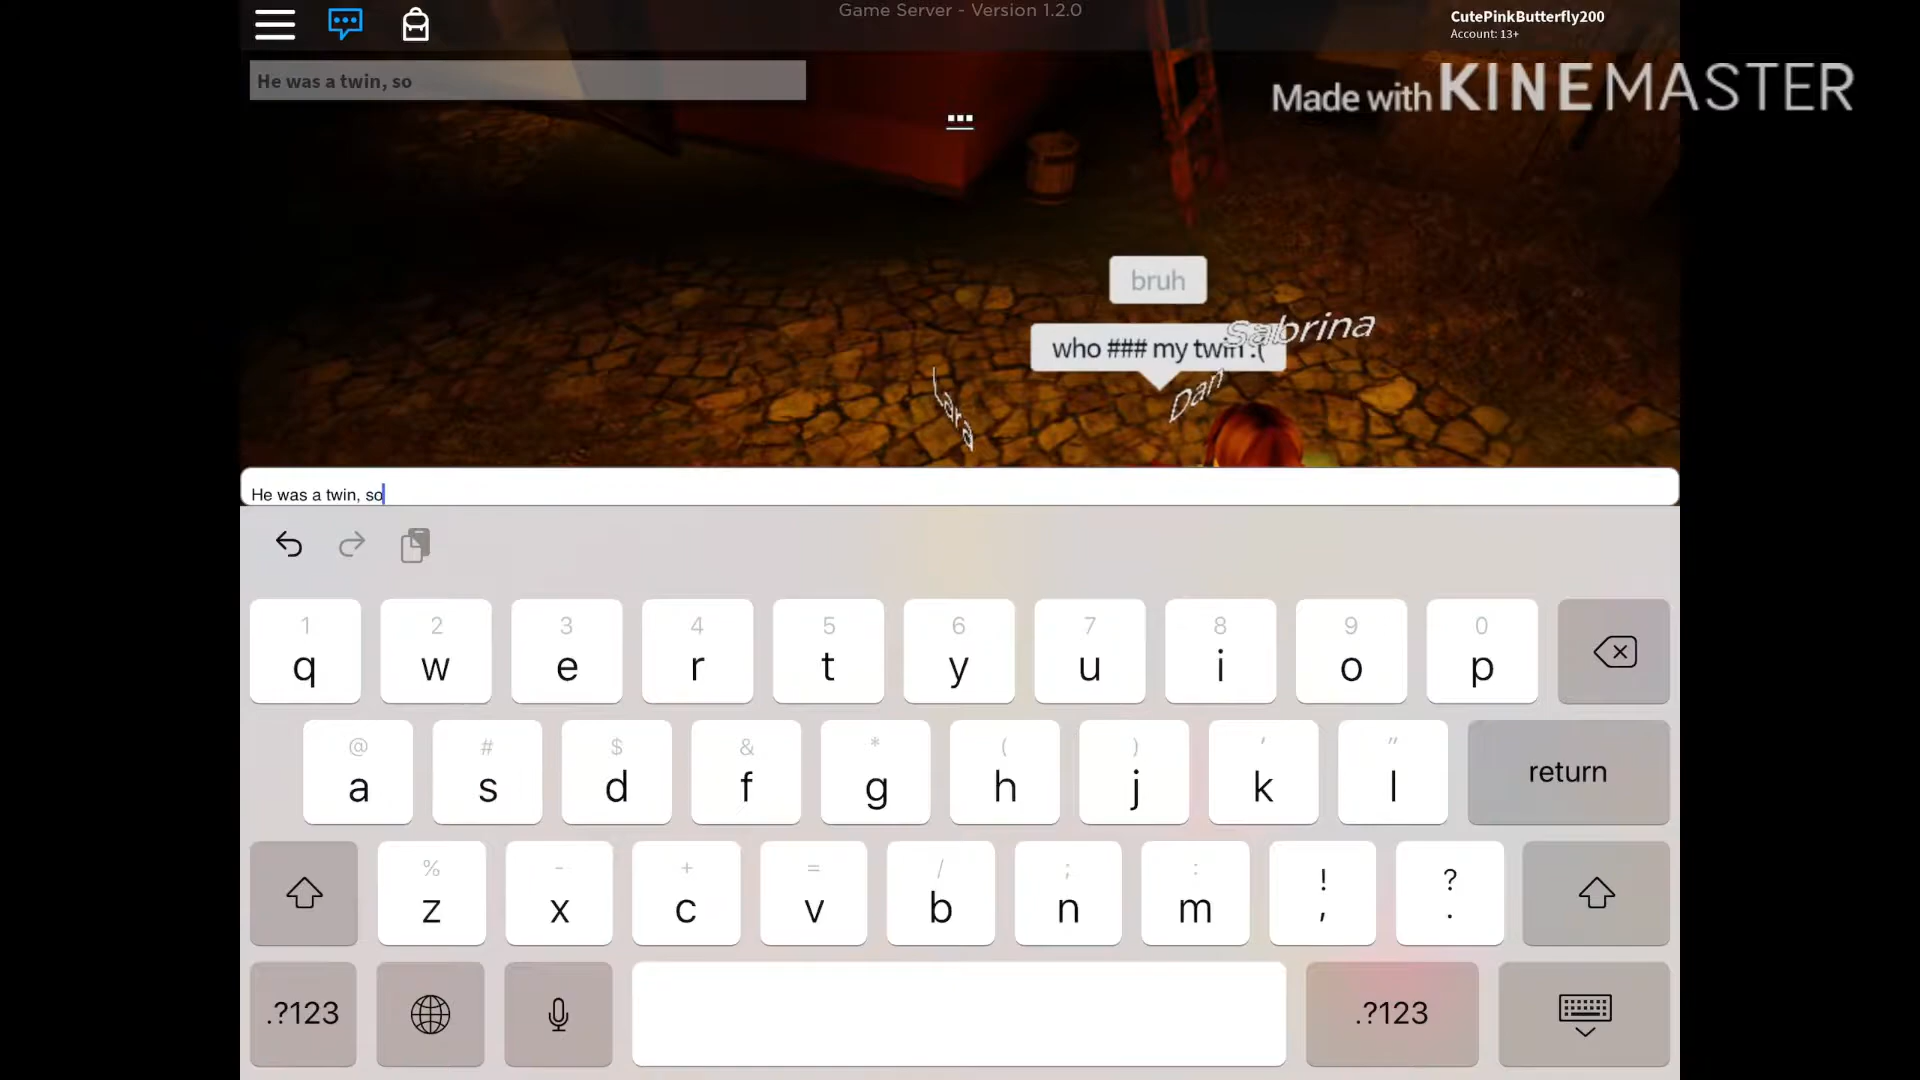 Game Server - Version 1.2.0
CutePinkButterfly200
Account: 13+
He was a twin, so
Made with KINEMASTER
bruh
who ### my twin :(
Sabrina
Dan
Lara
He was a twin, so
1 2 3 4 5 6 7 8 9 0
q w e r t y u i o p
@ # $ & * ( ) ' "
a s d f g h j k l return
% - + = / ; : ! ?
z x c v b n m , .
.?123 .?123